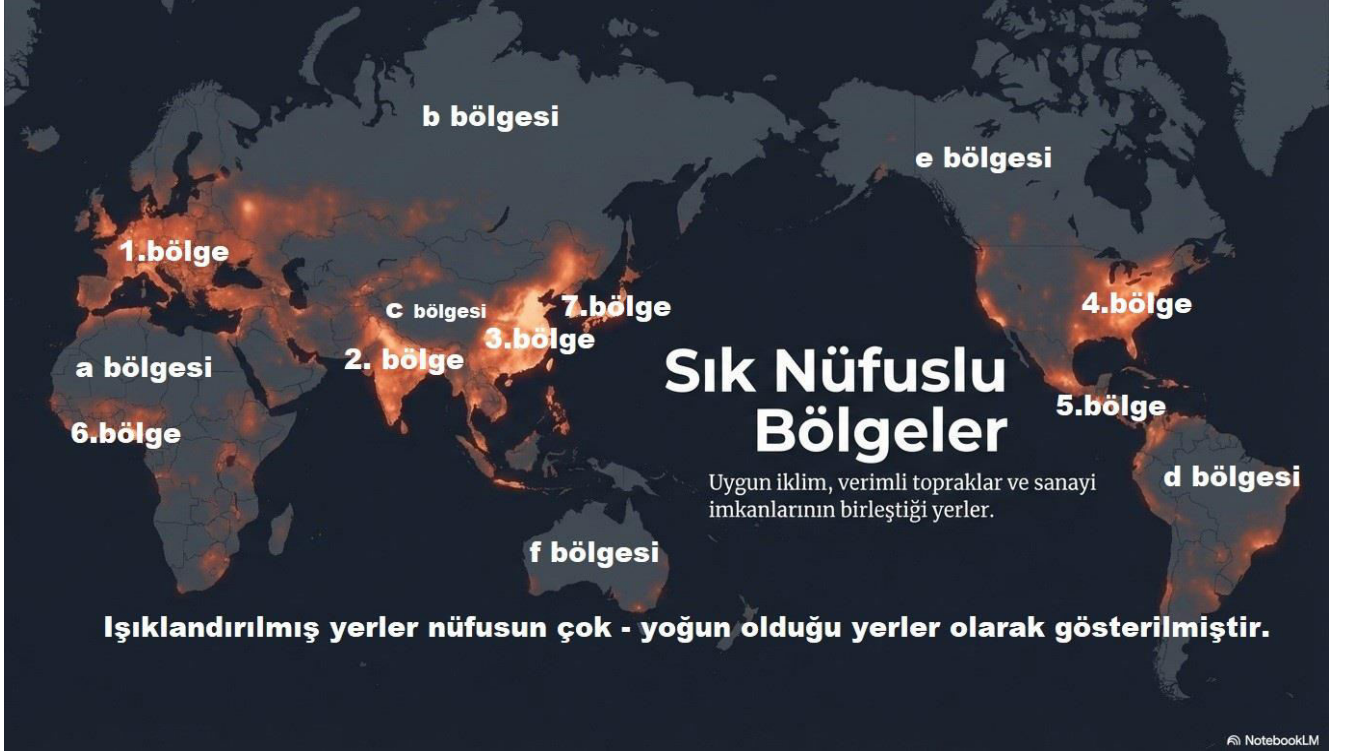 b bölgesi
e bölgesi
1.bölge
c bölgesi
7.bölge
4.bölge
3.bölge
2. bölge
a bölgesi
Sık Nüfuslu
Bölgeler
5.bölge
6.bölge
d bölgesi
Uygun iklim, verimli topraklar ve sanayi
imkanlarının birleştiği yerler.
f bölgesi
Işıklandırılmış yerler nüfusun çok - yoğun olduğu yerler olarak gösterilmiştir.
NotebookLM